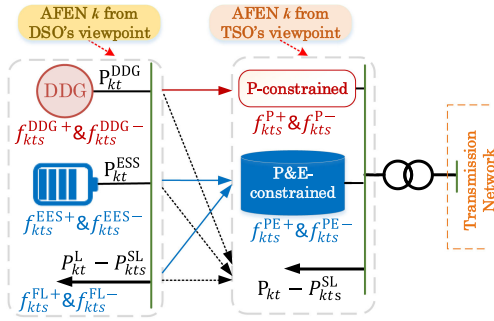 AFEN k from
DSO's viewpoint
AFEN k from
TSO's viewpoint
DDG
P_{kt}^{DDG}
f_{kts}^{DDG+}&f_{kts}^{DDG−}
P_{kt}^{ESS}
f_{kts}^{EES+}&f_{kts}^{EES−}
P_{kt}^{L} − P_{kts}^{SL}
f_{kts}^{FL+}&f_{kts}^{FL−}
P-constrained
f_{kts}^{P+}&f_{kts}^{P−}
P&E-
constrained
f_{kts}^{PE+}&f_{kts}^{PE−}
P_{kt} − P_{kts}^{SL}
Transmission
Network